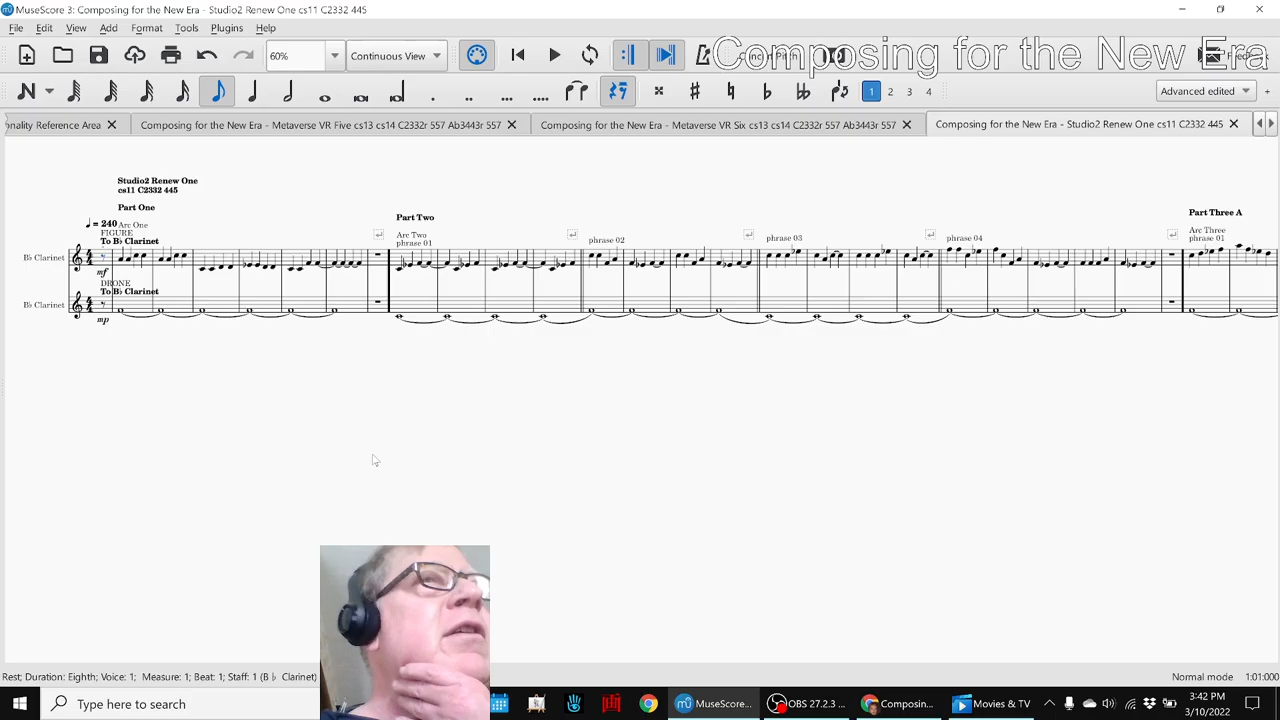 MuseScore 3: Composing for the New Era - Studio2 Renew One cs11 C2332 445
File Edit View Add Format Tools Plugins Help
60% Continuous View
Composing for the New Era
1 2 3 4 Advanced edited +
nality Reference Area Composing for the New Era - Metaverse VR Five cs13 cs14 C2332r 557 Ab3443r 557 Composing for the New Era - Metaverse VR Six cs13 cs14 C2332r 557 Ab3443r 557 Composing for the New Era - Studio2 Renew One cs11 C2332 445
Studio2 Renew One
cs11 C2332 445
Part One
Part Two
Part Three A
= 240 Arc One
FIGURE
To B♭ Clarinet
Arc Two
phrase 01
phrase 02
phrase 03
phrase 04
Arc Three
phrase 01
B♭ Clarinet
mf
DRONE
To B♭ Clarinet
B♭ Clarinet
mp
Rest; Duration: Eighth; Voice: 1; Measure: 1; Beat: 1; Staff: 1 (B♭ Clarinet)
Normal mode 1:01:000
Type here to search
MuseScore... OBS 27.2.3 ... Composin... Movies & TV
3:42 PM
3/10/2022